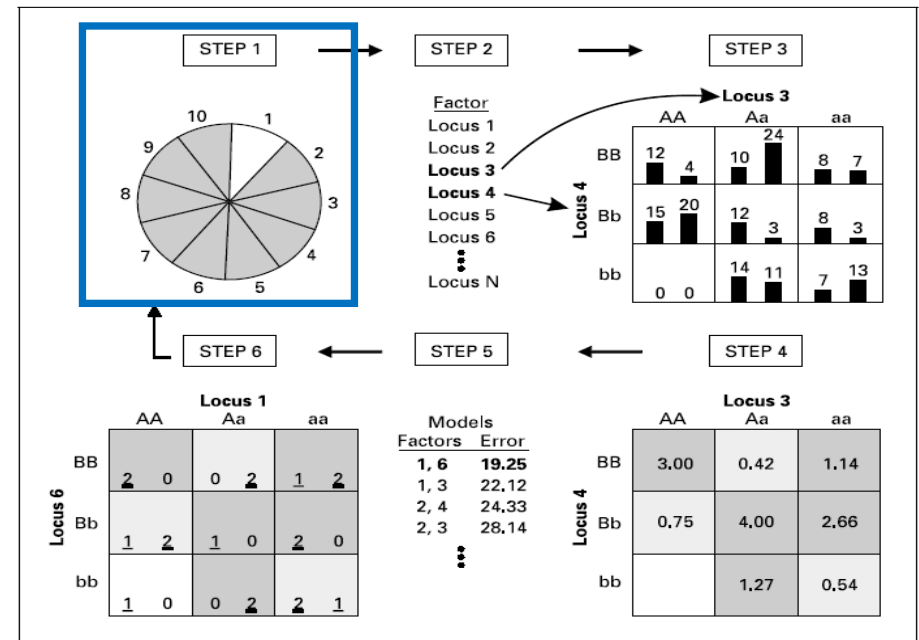 STEP 1
STEP 2
STEP 3
10
1
9
2
8
3
7
4
6
5
Factor
Locus 1
Locus 2
Locus 3
Locus 4
Locus 5
Locus 6
Locus N
Locus 3
AA Aa aa
Locus 4
BB 12 4 10 24 8 7
Bb 15 20 12 3 8 3
bb 0 0 14 11 7 13
STEP 6
STEP 5
STEP 4
Locus 1
AA Aa aa
Locus 6
BB 2 0 0 2 1 2
Bb 1 2 1 0 2 0
bb 1 0 0 2 2 1
Models
Factors Error
1, 6 19.25
1, 3 22.12
2, 4 24.33
2, 3 28.14
Locus 3
AA Aa aa
Locus 4
BB 3.00 0.42 1.14
Bb 0.75 4.00 2.66
bb 1.27 0.54